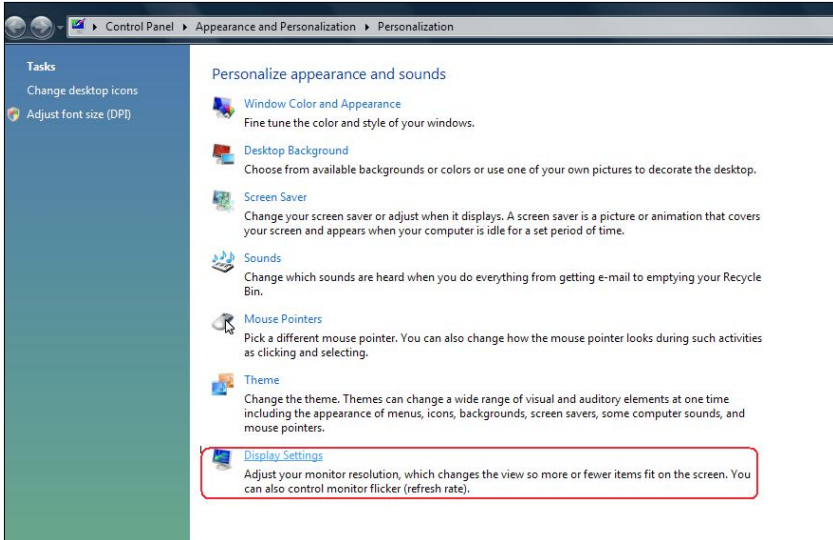 Control Panel ▸ Appearance and Personalization ▸ Personalization
Tasks
Change desktop icons
Adjust font size (DPI)
Personalize appearance and sounds
Window Color and Appearance
Fine tune the color and style of your windows.
Desktop Background
Choose from available backgrounds or colors or use one of your own pictures to decorate the desktop.
Screen Saver
Change your screen saver or adjust when it displays. A screen saver is a picture or animation that covers
your screen and appears when your computer is idle for a set period of time.
Sounds
Change which sounds are heard when you do everything from getting e-mail to emptying your Recycle
Bin.
Mouse Pointers
Pick a different mouse pointer. You can also change how the mouse pointer looks during such activities
as clicking and selecting.
Theme
Change the theme. Themes can change a wide range of visual and auditory elements at one time
including the appearance of menus, icons, backgrounds, screen savers, some computer sounds, and
mouse pointers.
Display Settings
Adjust your monitor resolution, which changes the view so more or fewer items fit on the screen. You
can also control monitor flicker (refresh rate).